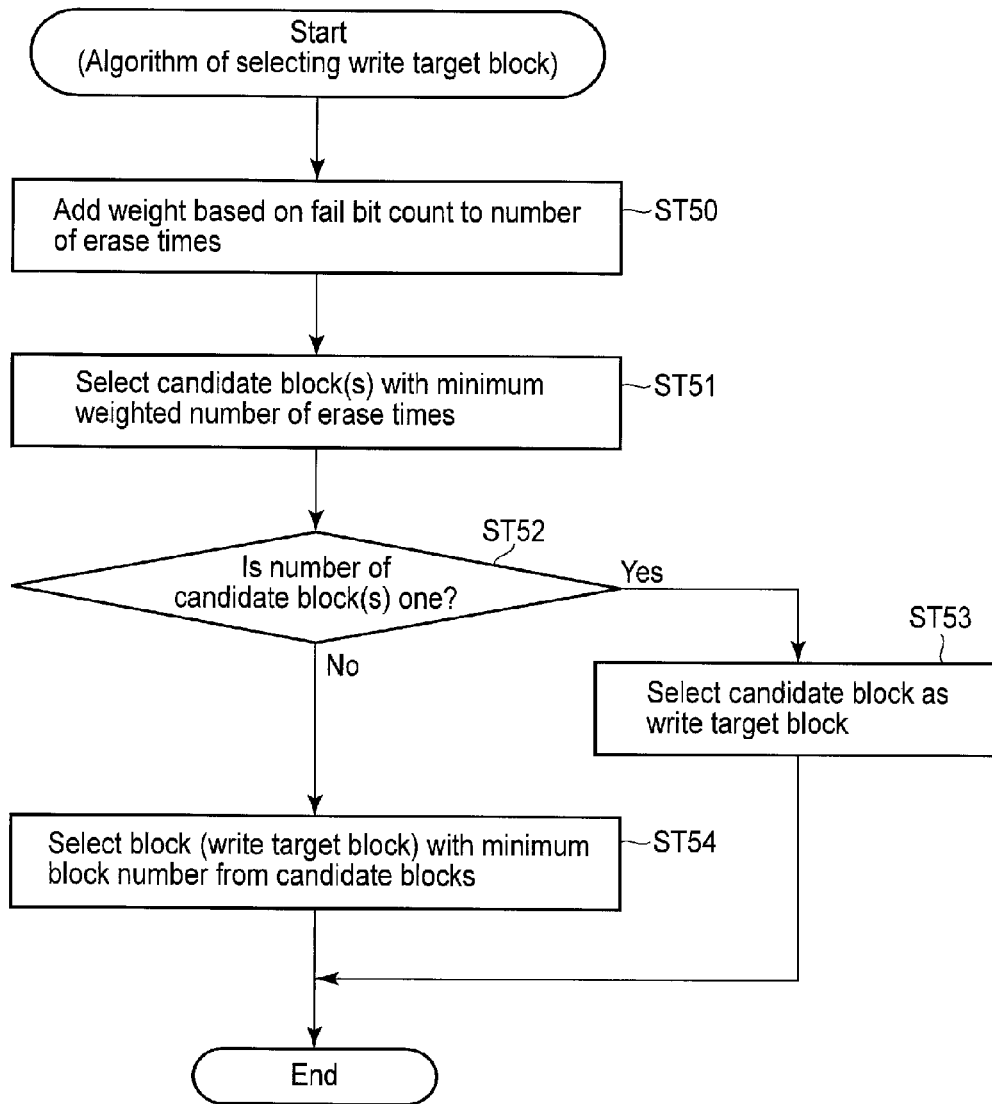 Start
(Algorithm of selecting write target block)
Add weight based on fail bit count to number
of erase times
ST50
Select candidate block(s) with minimum
weighted number of erase times
ST51
ST52
Is number of
candidate block(s) one?
Yes
No
ST53
Select candidate block as
write target block
Select block (write target block) with minimum
block number from candidate blocks
ST54
End